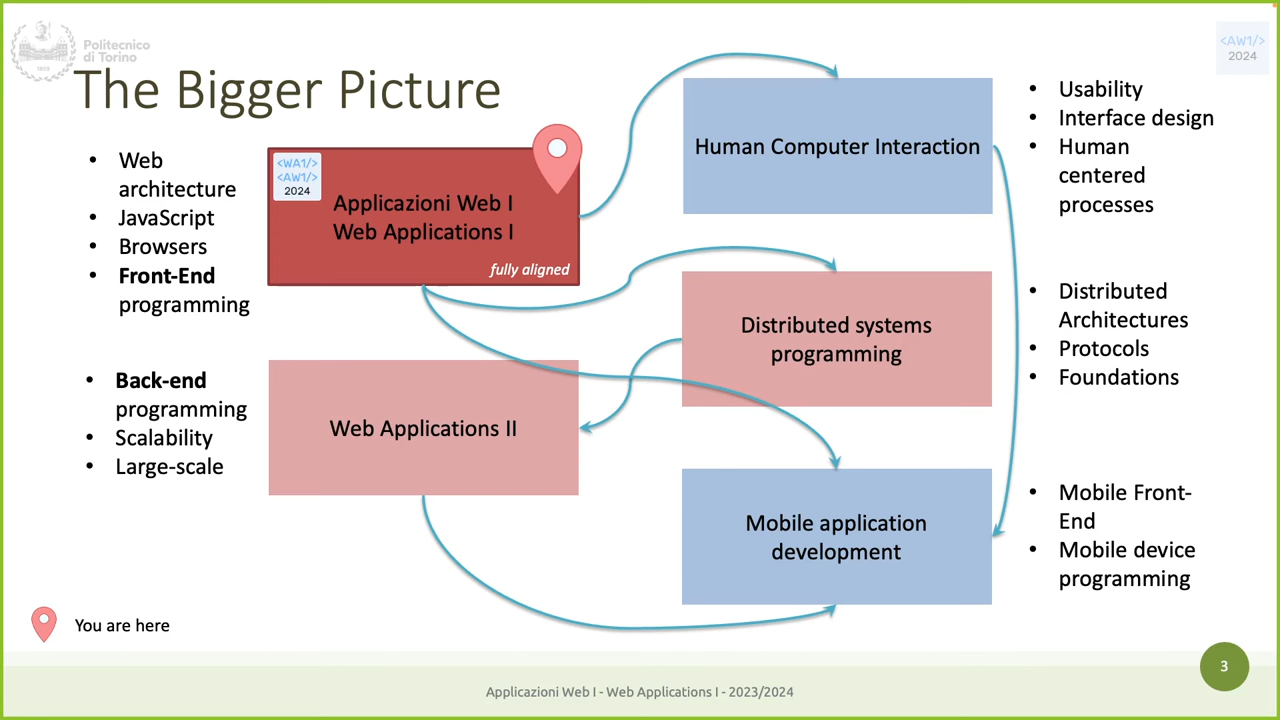 Politecnico
di Torino
1859
<AW1/>
2024
The Bigger Picture
• Web
architecture
• JavaScript
• Browsers
• Front-End
programming
<WA1/>
<AW1/>
2024
Applicazioni Web I
Web Applications I
fully aligned
Human Computer Interaction
• Usability
• Interface design
• Human
centered
processes
Distributed systems
programming
• Distributed
Architectures
• Protocols
• Foundations
• Back-end
programming
• Scalability
• Large-scale
Web Applications II
Mobile application
development
• Mobile Front-
End
• Mobile device
programming
You are here
3
Applicazioni Web I - Web Applications I - 2023/2024